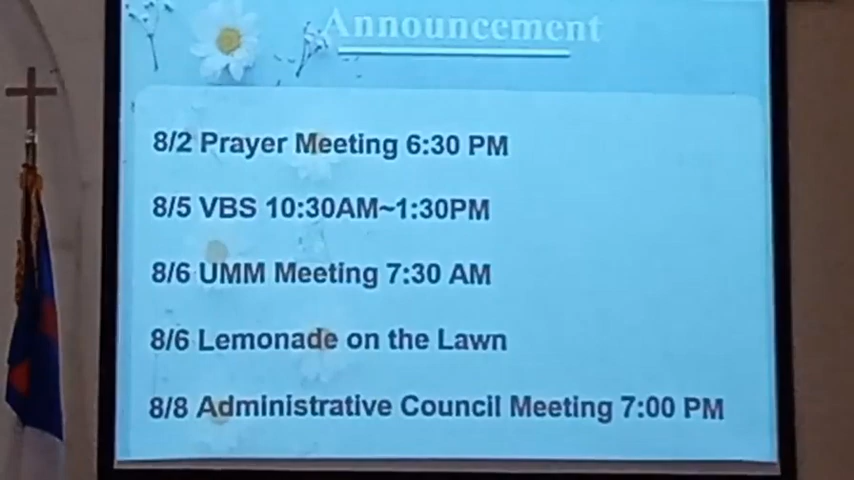 Announcement
8/2 Prayer Meeting 6:30 PM
8/5 VBS 10:30AM~1:30PM
8/6 UMM Meeting 7:30 AM
8/6 Lemonade on the Lawn
8/8 Administrative Council Meeting 7:00 PM